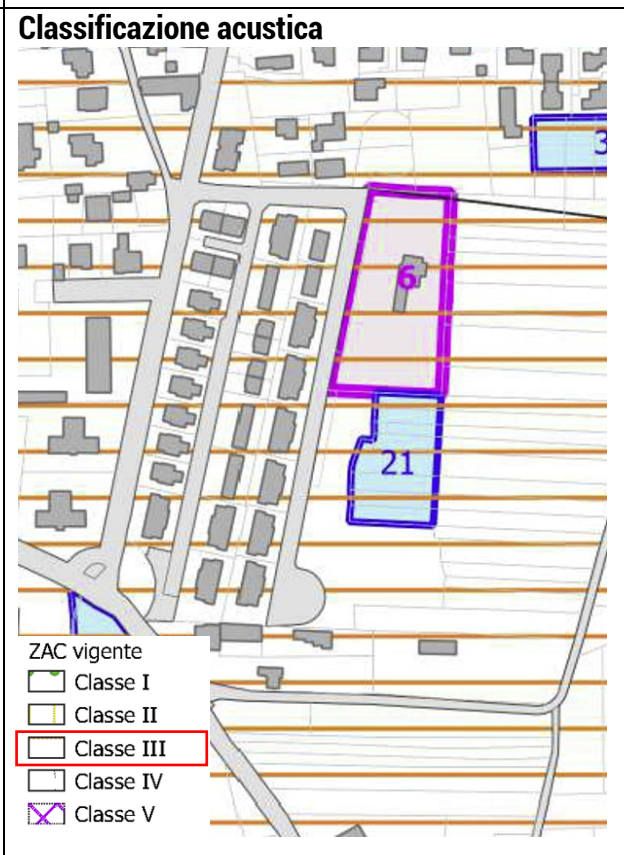 Classificazione acustica
3
6
21
ZAC vigente
Classe I
Classe II
Classe III
Classe IV
Classe V